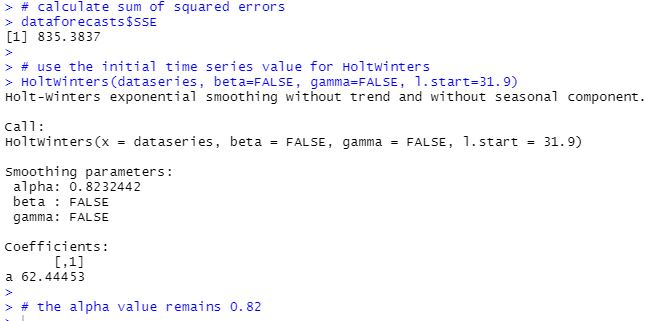 > # calculate sum of squared errors
> dataforecasts$SSE
[1] 835.3837
>
> # use the initial time series value for HoltWinters
> HoltWinters(dataseries, beta=FALSE, gamma=FALSE, l.start=31.9)
Holt-Winters exponential smoothing without trend and without seasonal component.
Call:
HoltWinters(x = dataseries, beta = FALSE, gamma = FALSE, l.start = 31.9)
Smoothing parameters:
 alpha: 0.8232442
 beta : FALSE
 gamma: FALSE
Coefficients:
      [,1]
a 62.44453
>
> # the alpha value remains 0.82
>